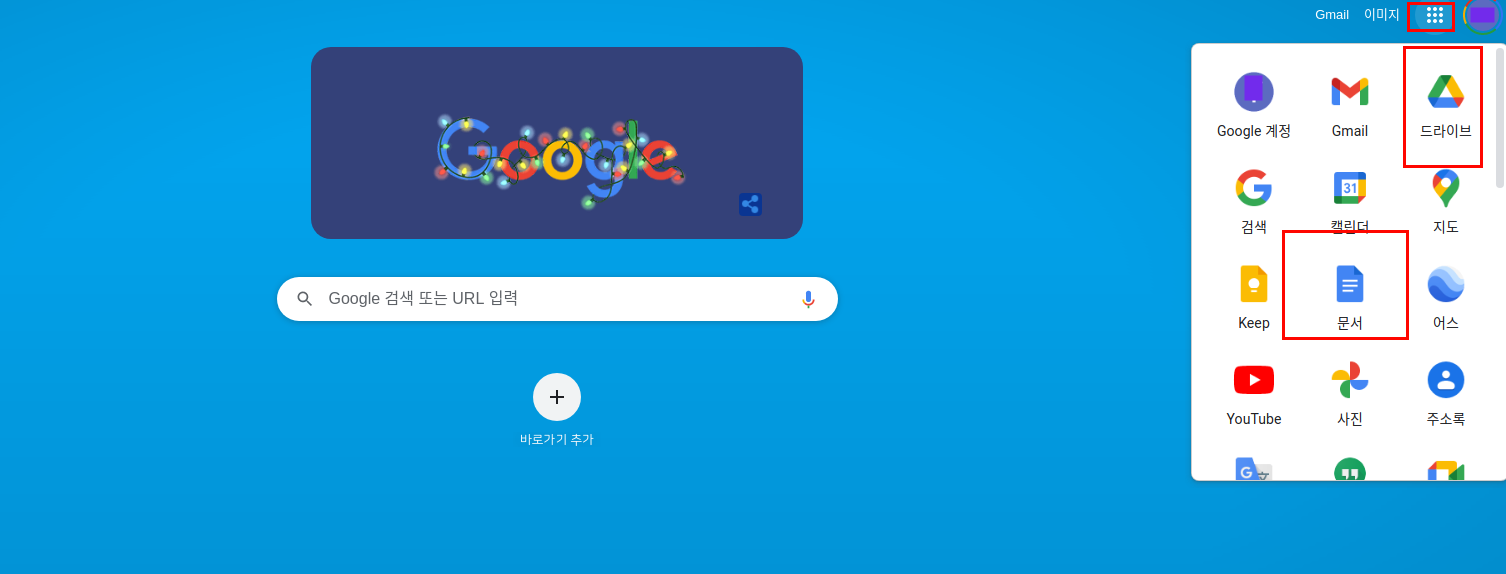 Gmail 이미지
Google
Google 검색 또는 URL 입력
바로가기 추가
Google 계정 Gmail 드라이브
검색 캘린더 지도
31
Keep 문서 어스
YouTube 사진 주소록
G 文